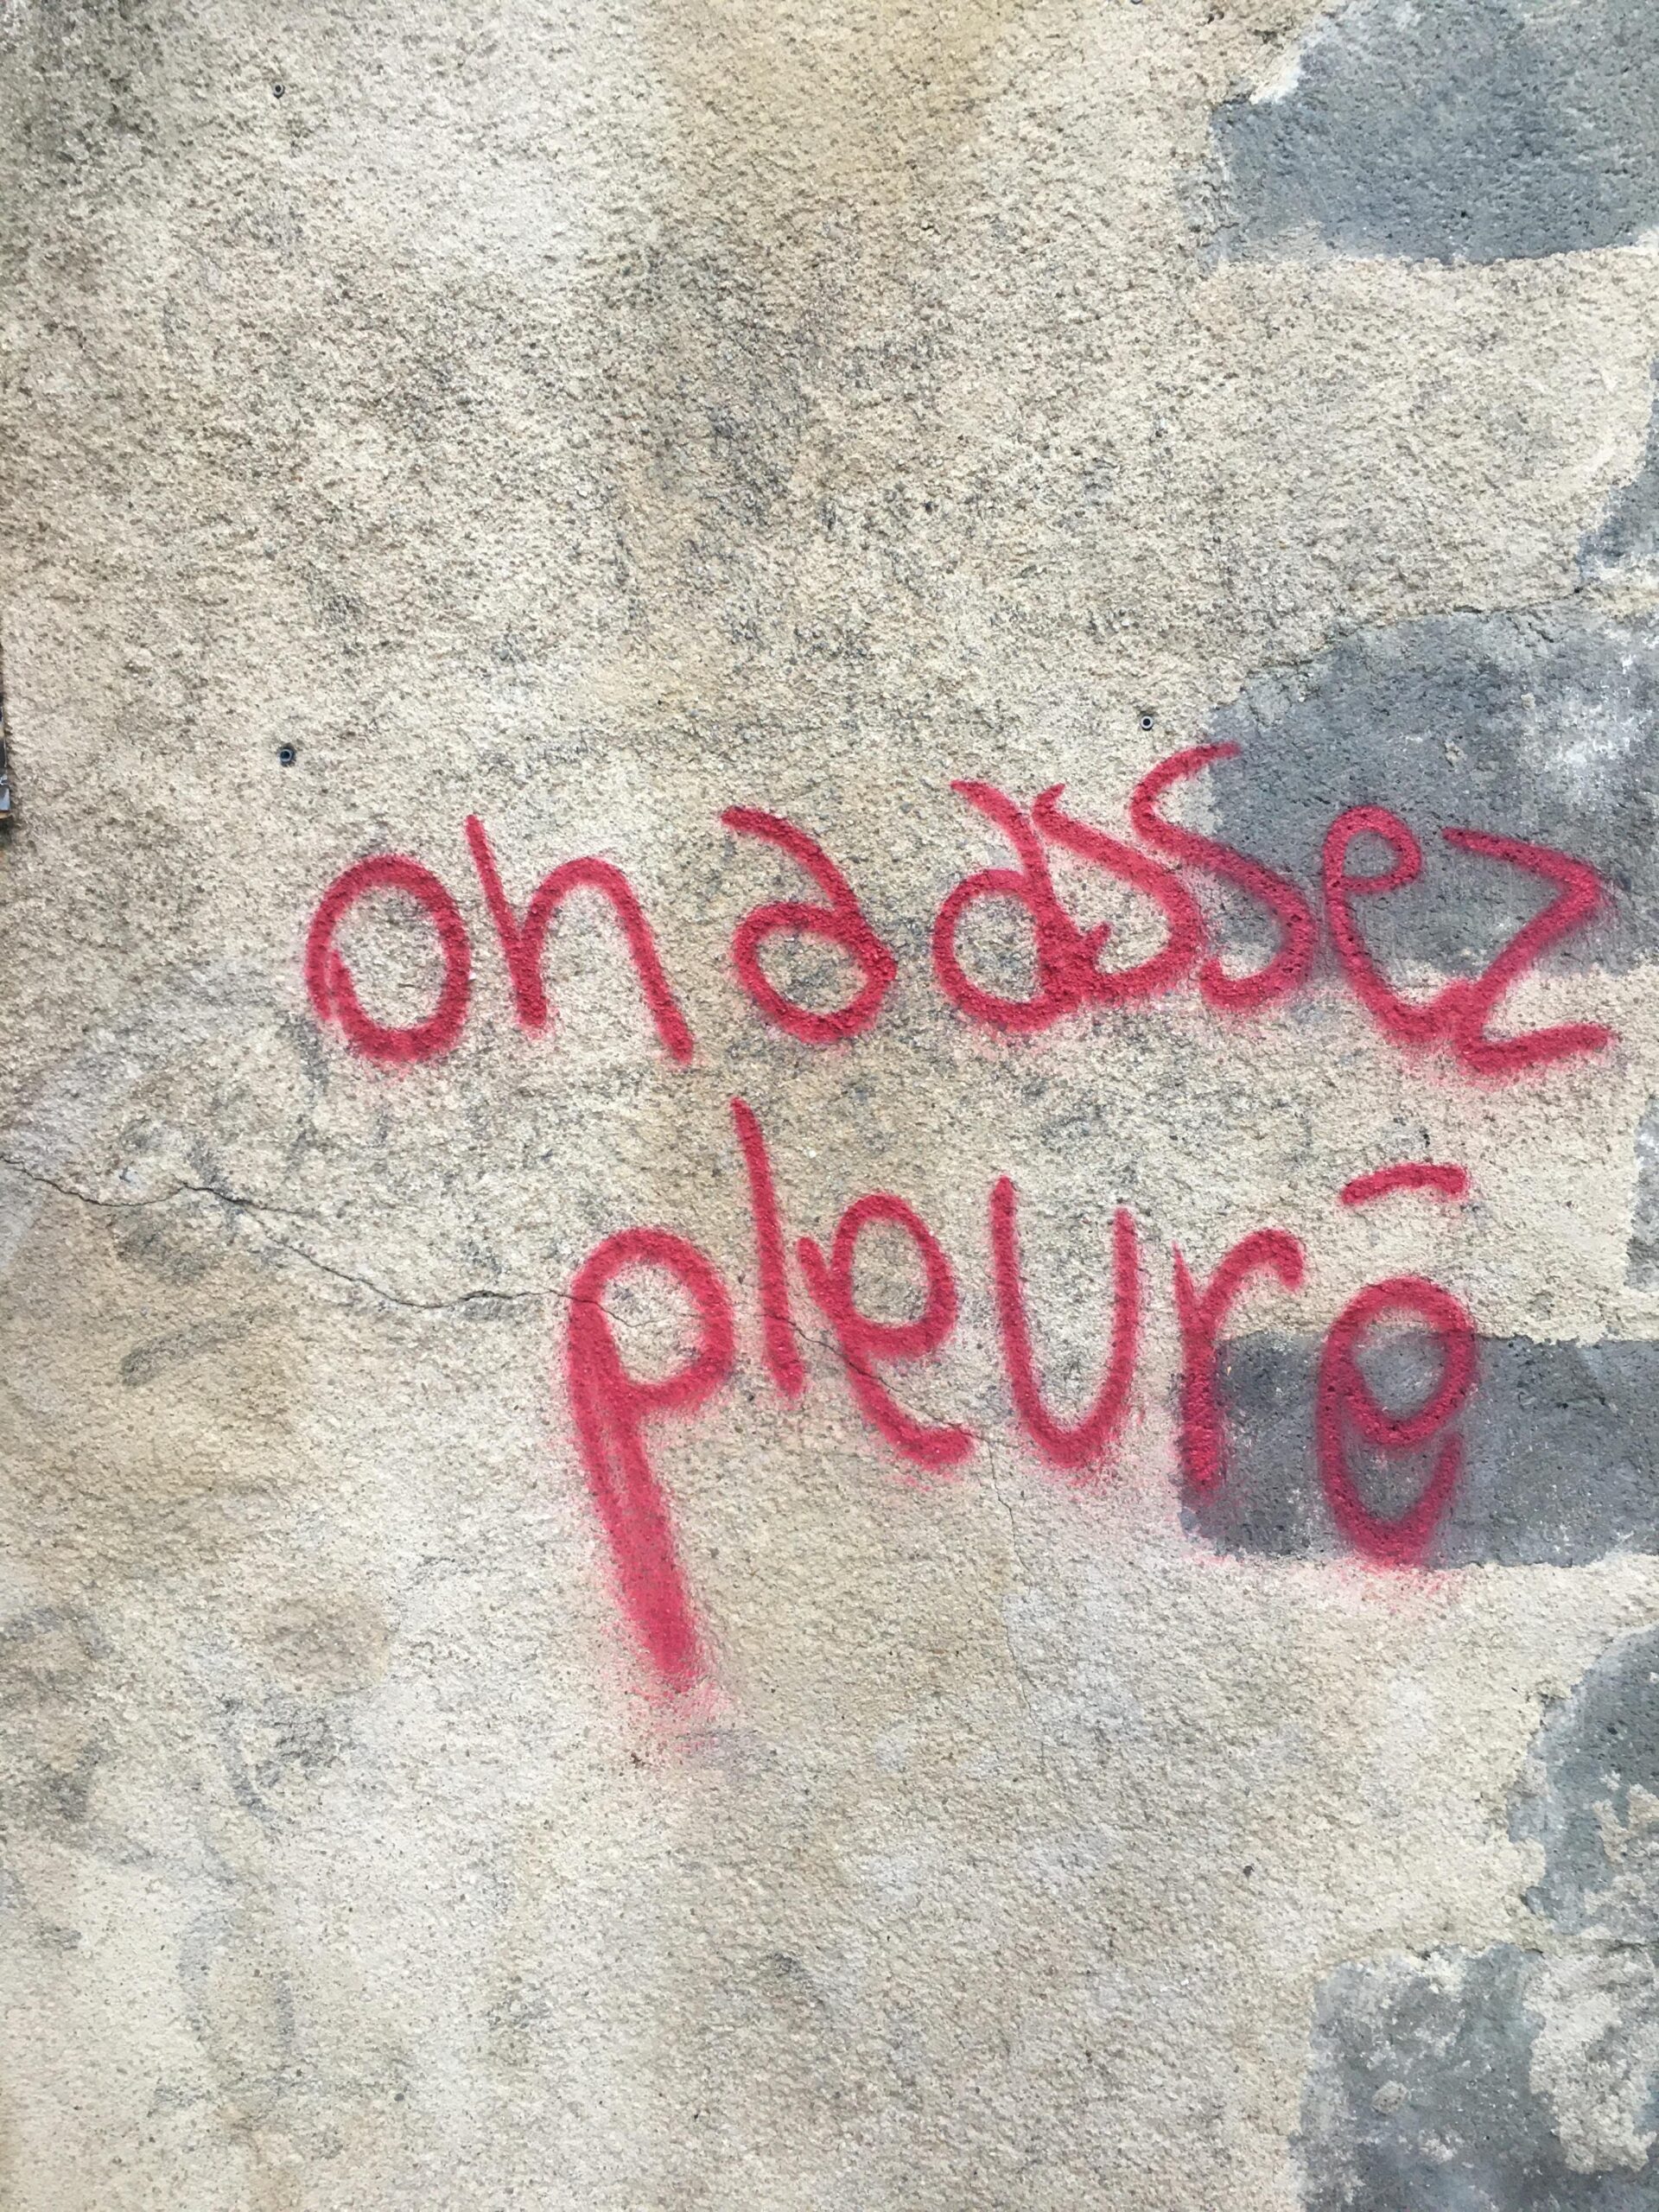 on a assez
pleuré